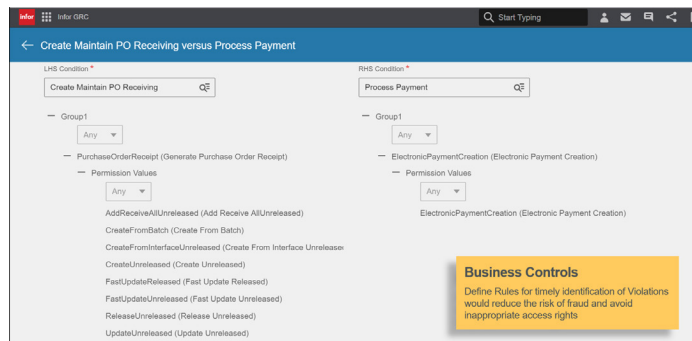 infor Infor GRC Start Typing
Create Maintain PO Receiving versus Process Payment
LHS Condition * RHS Condition *
Create Maintain PO Receiving Process Payment
Group1 Group1
Any Any
PurchaseOrderReceipt (Generate Purchase Order Receipt) ElectronicPaymentCreation (Electronic Payment Creation)
Permission Values Permission Values
Any Any
AddReceiveAllUnreleased (Add Receive AllUnreleased) ElectronicPaymentCreation (Electronic Payment Creation)
CreateFromBatch (Create From Batch)
CreateFromInterfaceUnreleased (Create From Interface Unreleased
CreateUnreleased (Create Unreleased)
FastUpdateReleased (Fast Update Released)
FastUpdateUnreleased (Fast Update Unreleased)
ReleaseUnreleased (Release Unreleased)
UpdateUnreleased (Update Unreleased)
Business Controls
Define Rules for timely identification of Violations
would reduce the risk of fraud and avoid
inappropriate access rights